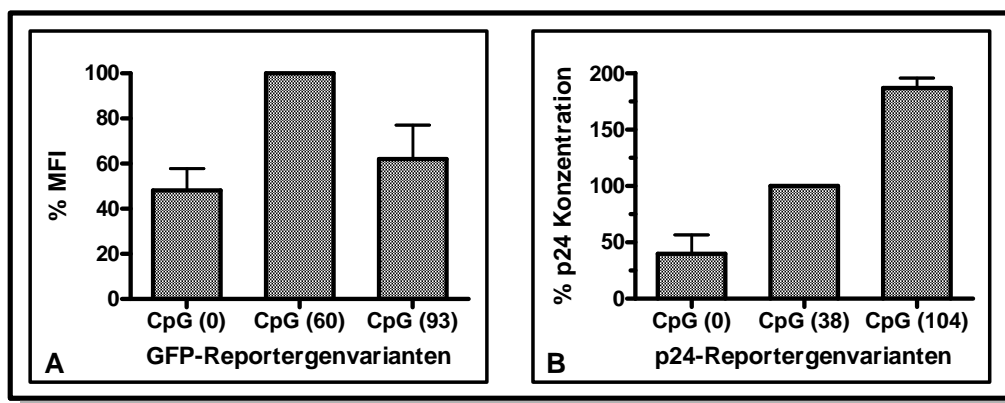 % MFI
100
80
60
40
20
0
CpG (0) CpG (60) CpG (93)
A GFP-Reportergenvarianten
% p24 Konzentration
200
150
100
50
0
CpG (0) CpG (38) CpG (104)
B p24-Reportergenvarianten